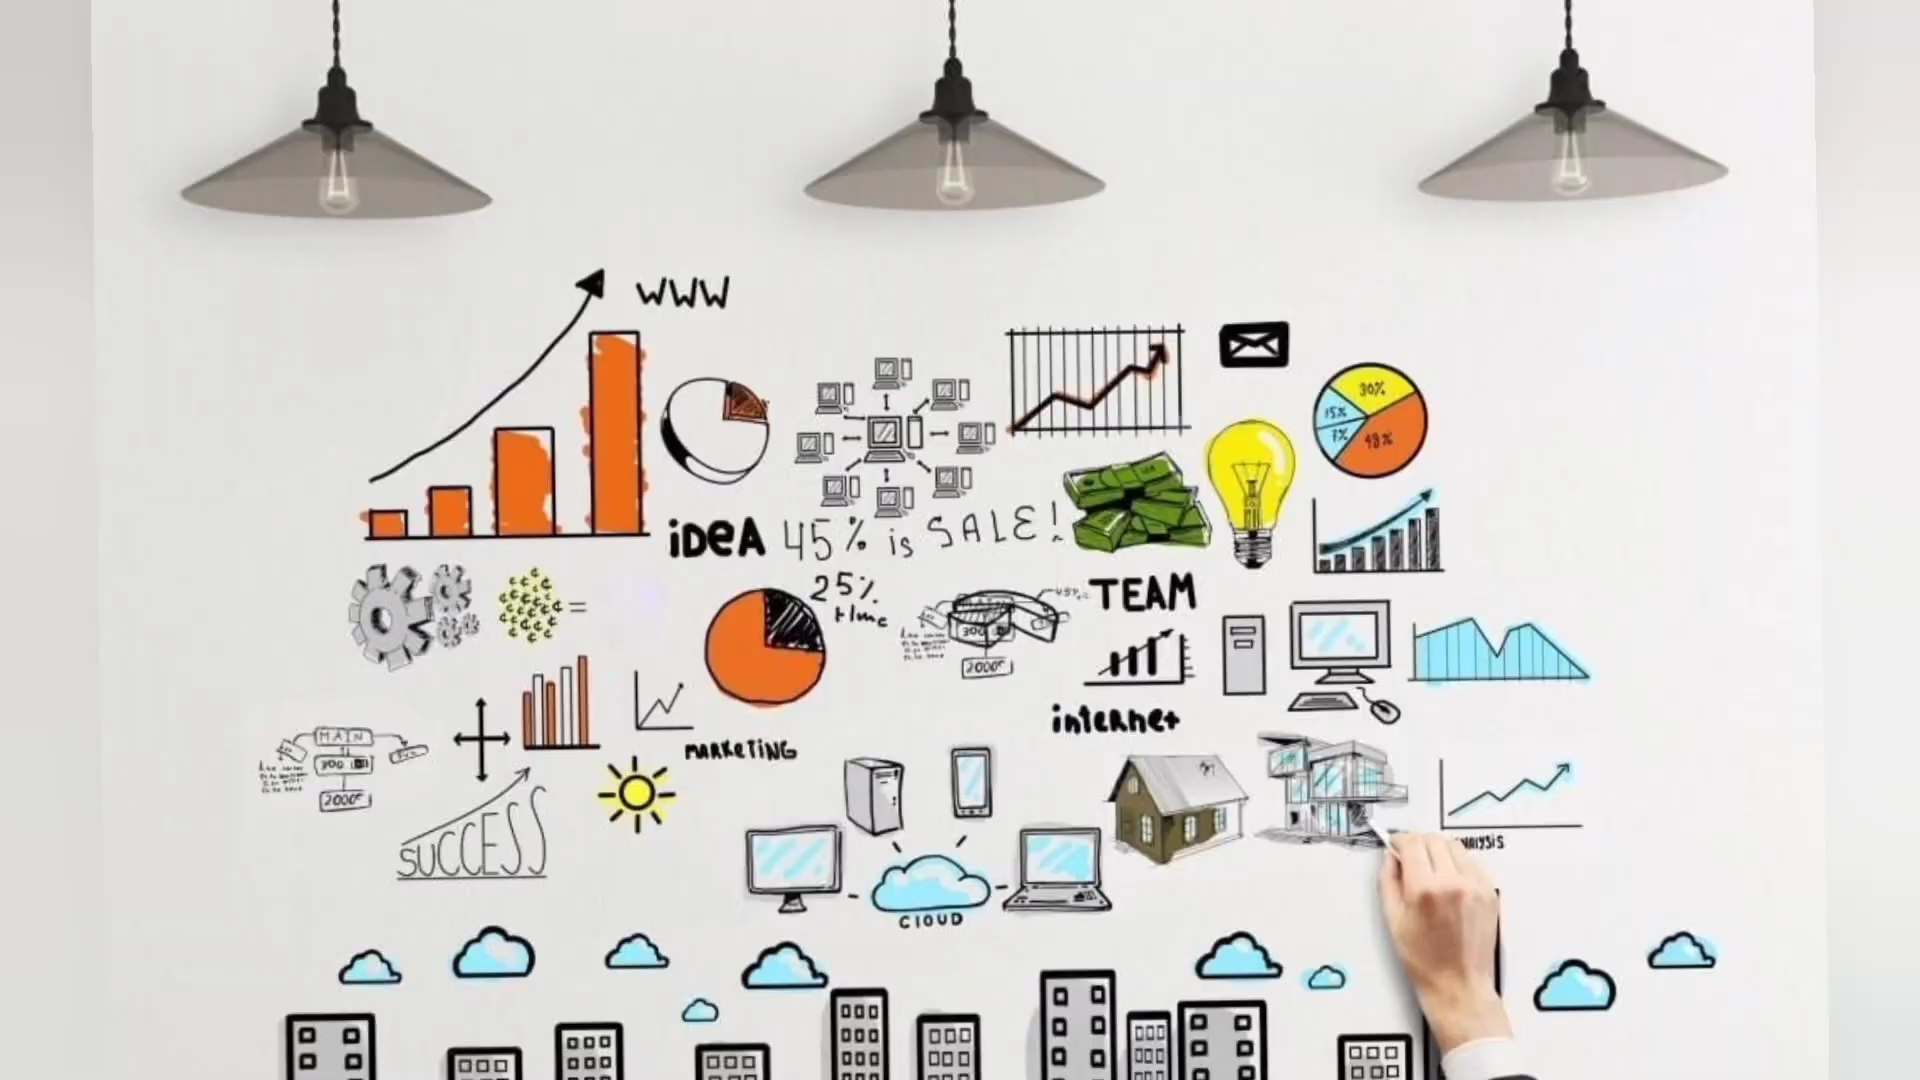 WWW
30%
15%
7%
48%
iDeA
45% is SALE!
25%
time
TEAM
300
2000€
internet
MARKETING
MAIN
300
2000€
SUCCESS
CLOUD